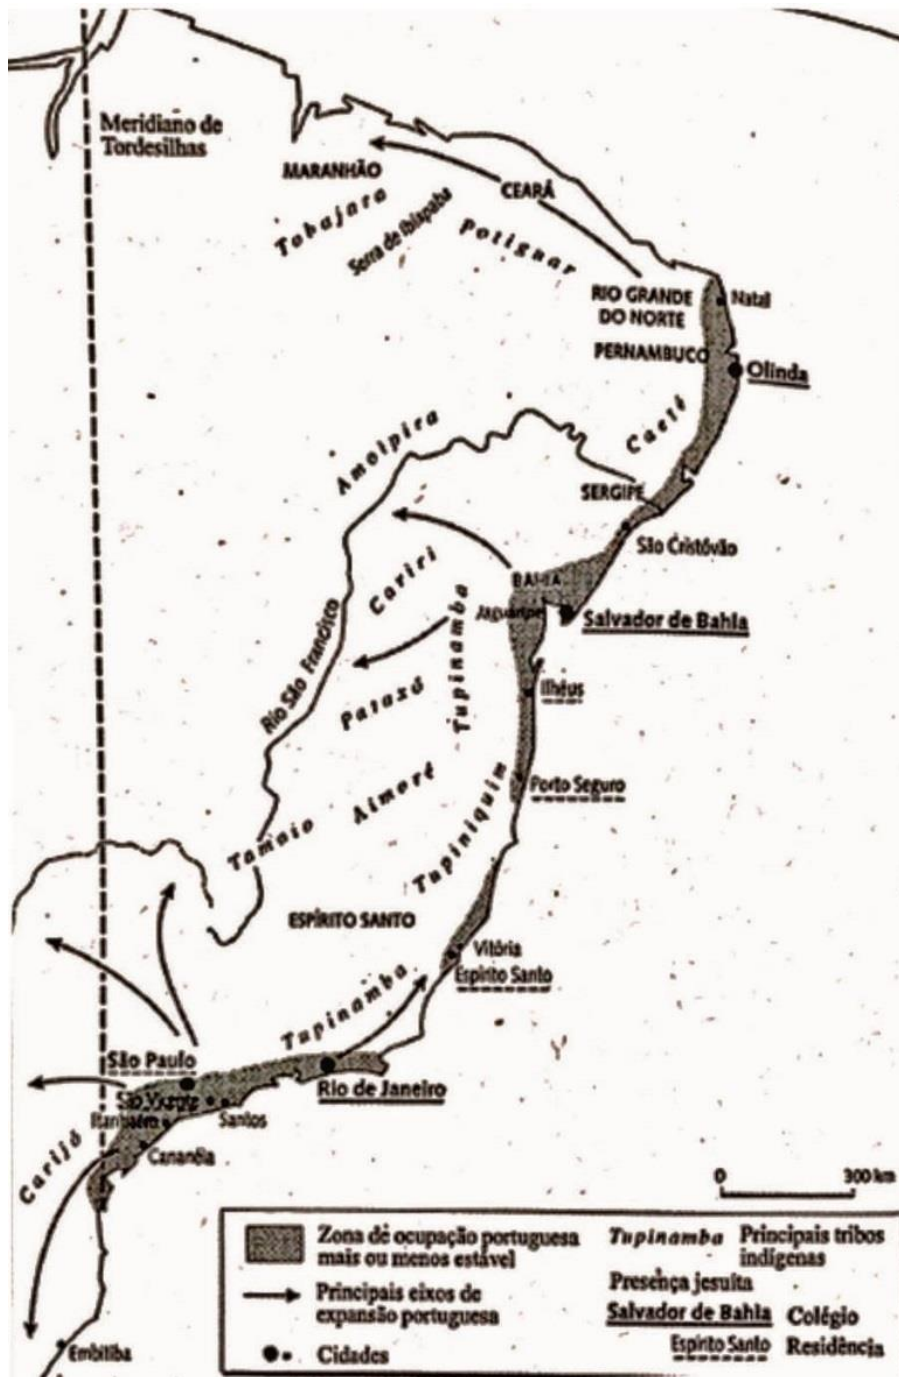 Meridiano de
Tordesilhas
MARANHÃO
CEARÁ
Tobajara
Serra de Ibiapaba
Potiguar
RIO GRANDE
DO NORTE
Natal
PERNAMBUCO
Olinda
Caeté
Amoipira
SERGIPE
São Cristóvão
BAHIA
Cariri
Jaguaripe
Salvador de Bahia
Tupinamba
Rio São Francisco
Ilhéus
Pataxó
Porto Seguro
Aimoré
Tamoio
Tupiniquim
ESPÍRITO SANTO
Vitória
Espírito Santo
Tupinamba
São Paulo
Rio de Janeiro
São Vicente
Santos
Itanhaém
Cananéia
Carijó
0 300 km
Embitiba
Zona de ocupação portuguesa
mais ou menos estável
Principais eixos de
expansão portuguesa
Cidades
Tupinamba Principais tribos
indígenas
Presença jesuíta
Salvador de Bahia Colégio
Espírito Santo Residência